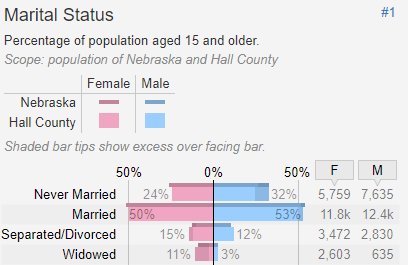 Marital Status #1
Percentage of population aged 15 and older.
Scope: population of Nebraska and Hall County
Female Male
Nebraska
Hall County
Shaded bar tips show excess over facing bar.
50% 0% 50% F M
Never Married 24% 32% 5,759 7,635
Married 50% 53% 11.8k 12.4k
Separated/Divorced 15% 12% 3,472 2,830
Widowed 11% 3% 2,603 635